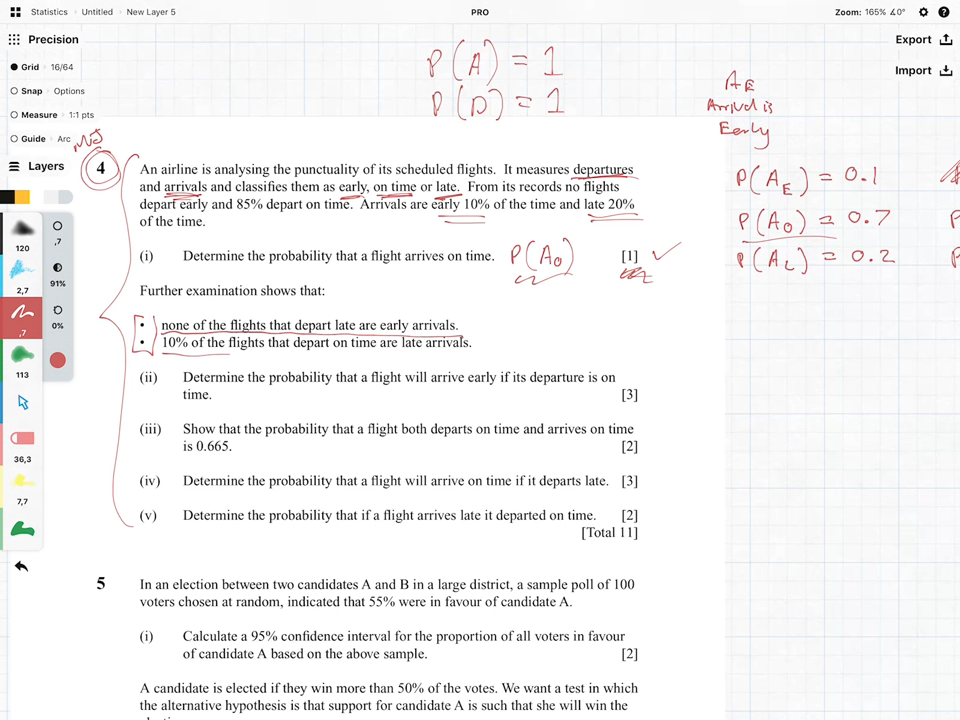 Statistics › Untitled › New Layer 5
PRO
Zoom: 165% ∡0°
Precision
Export
Grid › 16/64
Import
Snap Options
Measure › 1:1 pts
Guide › Arc
Layers
120
,7
2,7
91%
,7
0%
113
36,3
7,7
P(A) = 1
P(D) = 1
A_E
Arrival is
Early
P(A_E) = 0.1
P(A_O) = 0.7
P(A_L) = 0.2
4
An airline is analysing the punctuality of its scheduled flights. It measures departures
and arrivals and classifies them as early, on time or late. From its records no flights
depart early and 85% depart on time. Arrivals are early 10% of the time and late 20%
of the time.
(i) Determine the probability that a flight arrives on time. P(A_O) [1] ✓
Further examination shows that:
• none of the flights that depart late are early arrivals.
• 10% of the flights that depart on time are late arrivals.
(ii) Determine the probability that a flight will arrive early if its departure is on
time. [3]
(iii) Show that the probability that a flight both departs on time and arrives on time
is 0.665. [2]
(iv) Determine the probability that a flight will arrive on time if it departs late. [3]
(v) Determine the probability that if a flight arrives late it departed on time. [2]
[Total 11]
5 In an election between two candidates A and B in a large district, a sample poll of 100
voters chosen at random, indicated that 55% were in favour of candidate A.
(i) Calculate a 95% confidence interval for the proportion of all voters in favour
of candidate A based on the above sample. [2]
A candidate is elected if they win more than 50% of the votes. We want a test in which
the alternative hypothesis is that support for candidate A is such that she will win the